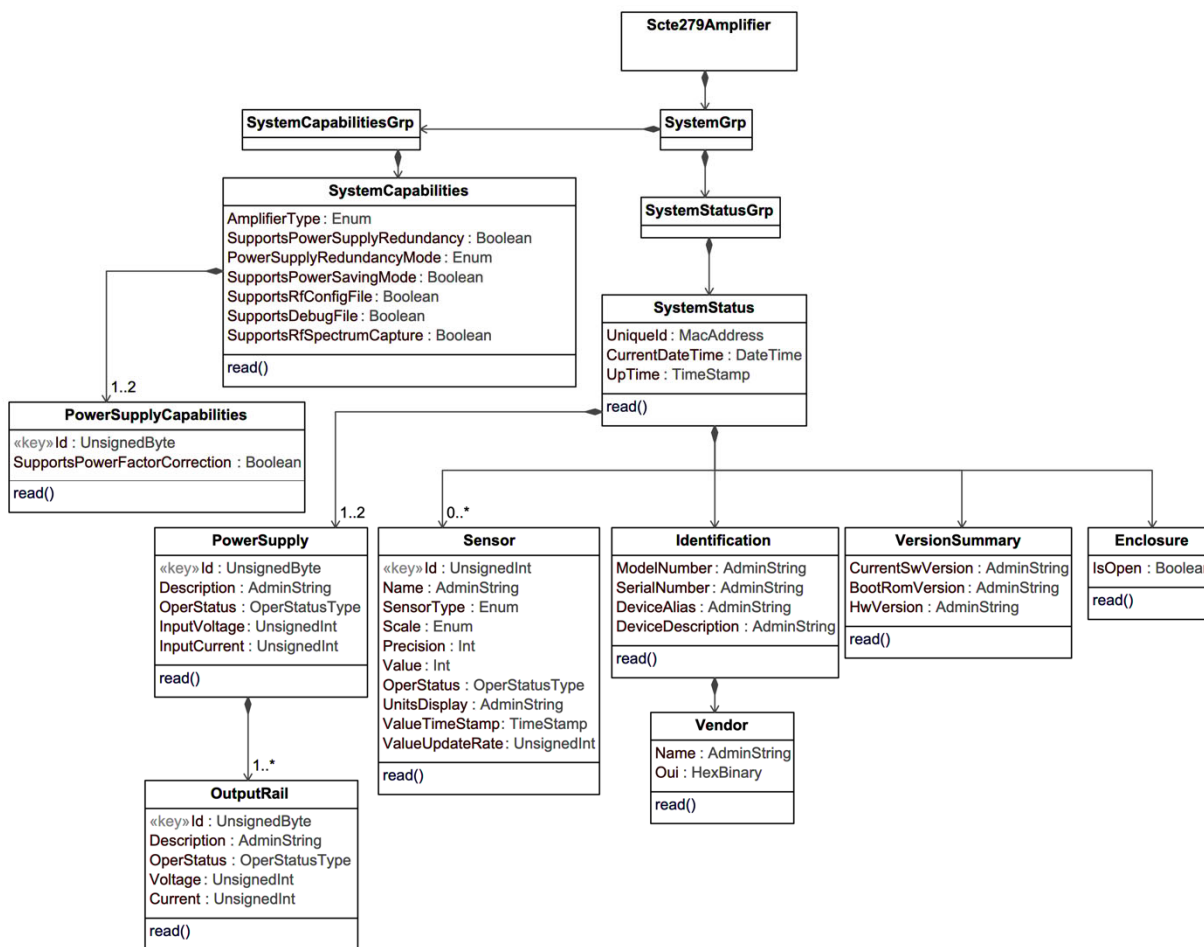 Scte279Amplifier
SystemCapabilitiesGrp
SystemGrp
SystemCapabilities
AmplifierType : Enum
SupportsPowerSupplyRedundancy : Boolean
PowerSupplyRedundancyMode : Enum
SupportsPowerSavingMode : Boolean
SupportsRfConfigFile : Boolean
SupportsDebugFile : Boolean
SupportsRfSpectrumCapture : Boolean
read()
SystemStatusGrp
SystemStatus
UniqueId : MacAddress
CurrentDateTime : DateTime
UpTime : TimeStamp
read()
1..2
PowerSupplyCapabilities
«key»Id : UnsignedByte
SupportsPowerFactorCorrection : Boolean
read()
1..2
PowerSupply
«key»Id : UnsignedByte
Description : AdminString
OperStatus : OperStatusType
InputVoltage : UnsignedInt
InputCurrent : UnsignedInt
read()
0..*
Sensor
«key»Id : UnsignedInt
Name : AdminString
SensorType : Enum
Scale : Enum
Precision : Int
Value : Int
OperStatus : OperStatusType
UnitsDisplay : AdminString
ValueTimeStamp : TimeStamp
ValueUpdateRate : UnsignedInt
read()
Identification
ModelNumber : AdminString
SerialNumber : AdminString
DeviceAlias : AdminString
DeviceDescription : AdminString
read()
VersionSummary
CurrentSwVersion : AdminString
BootRomVersion : AdminString
HwVersion : AdminString
read()
Enclosure
IsOpen : Boolean
read()
Vendor
Name : AdminString
Oui : HexBinary
read()
1..*
OutputRail
«key»Id : UnsignedByte
Description : AdminString
OperStatus : OperStatusType
Voltage : UnsignedInt
Current : UnsignedInt
read()